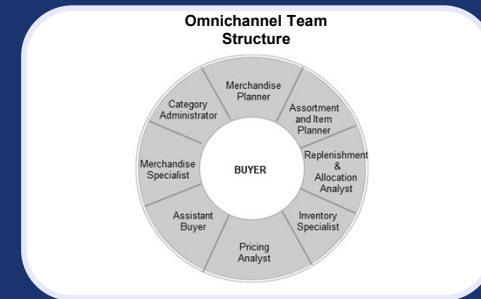 Omnichannel Team
Structure
Merchandise
Planner
Assortment
and Item
Planner
Replenishment
&
Allocation
Analyst
Inventory
Specialist
Pricing
Analyst
Assistant
Buyer
Merchandise
Specialist
Category
Administrator
BUYER